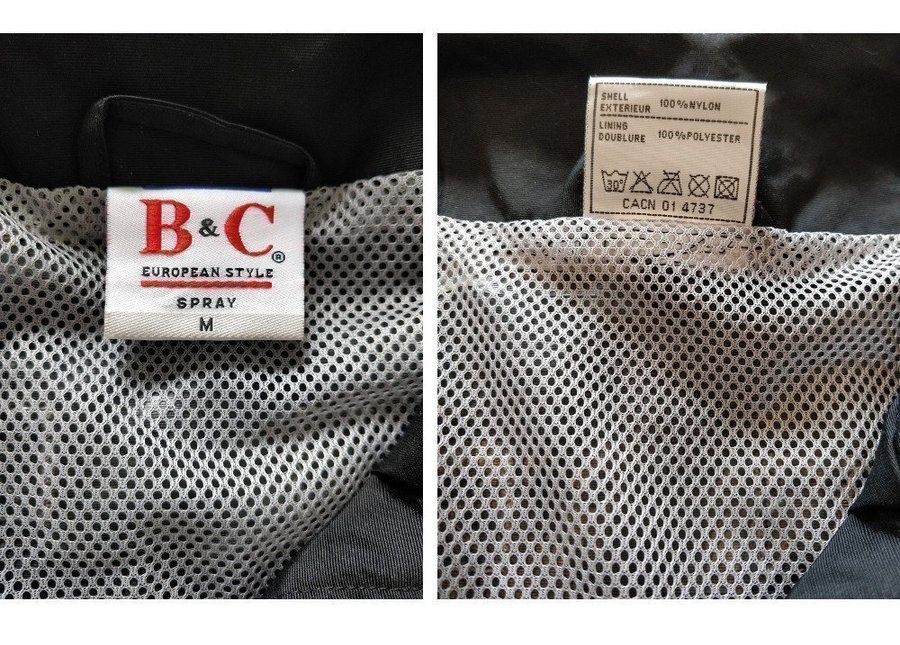 B&C®
EUROPEAN STYLE
SPRAY
M
SHELL
EXTERIEUR 100%NYLON
LINING
DOUBLURE 100%POLYESTER
30°
CACN 01 4737